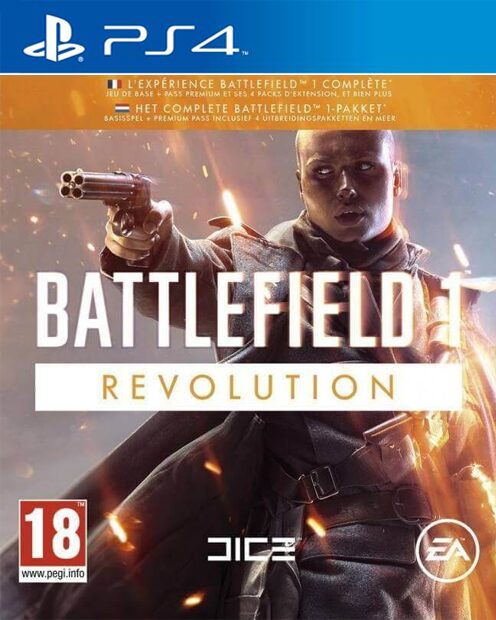 PS4™
L'EXPÉRIENCE BATTLEFIELD™ 1 COMPLÈTE*
JEU DE BASE + PASS PREMIUM ET SES 4 PACKS D'EXTENSION, ET BIEN PLUS
HET COMPLETE BATTLEFIELD™ 1-PAKKET*
BASISSPEL + PREMIUM PASS INCLUSIEF 4 UITBREIDINGSPAKKETTEN EN MEER
BATTLEFIELD 1
REVOLUTION
18
www.pegi.info
DICE
EA